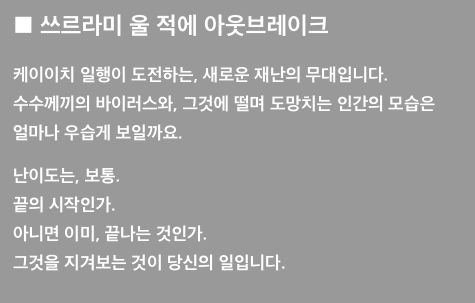 ■ 쓰르라미 울 적에 아웃브레이크
케이이치 일행이 도전하는, 새로운 재난의 무대입니다.
수수께끼의 바이러스와, 그것에 떨며 도망치는 인간의 모습은
얼마나 우습게 보일까요.
난이도는, 보통.
끝의 시작인가.
아니면 이미, 끝나는 것인가.
그것을 지겨보는 것이 당신의 일입니다.